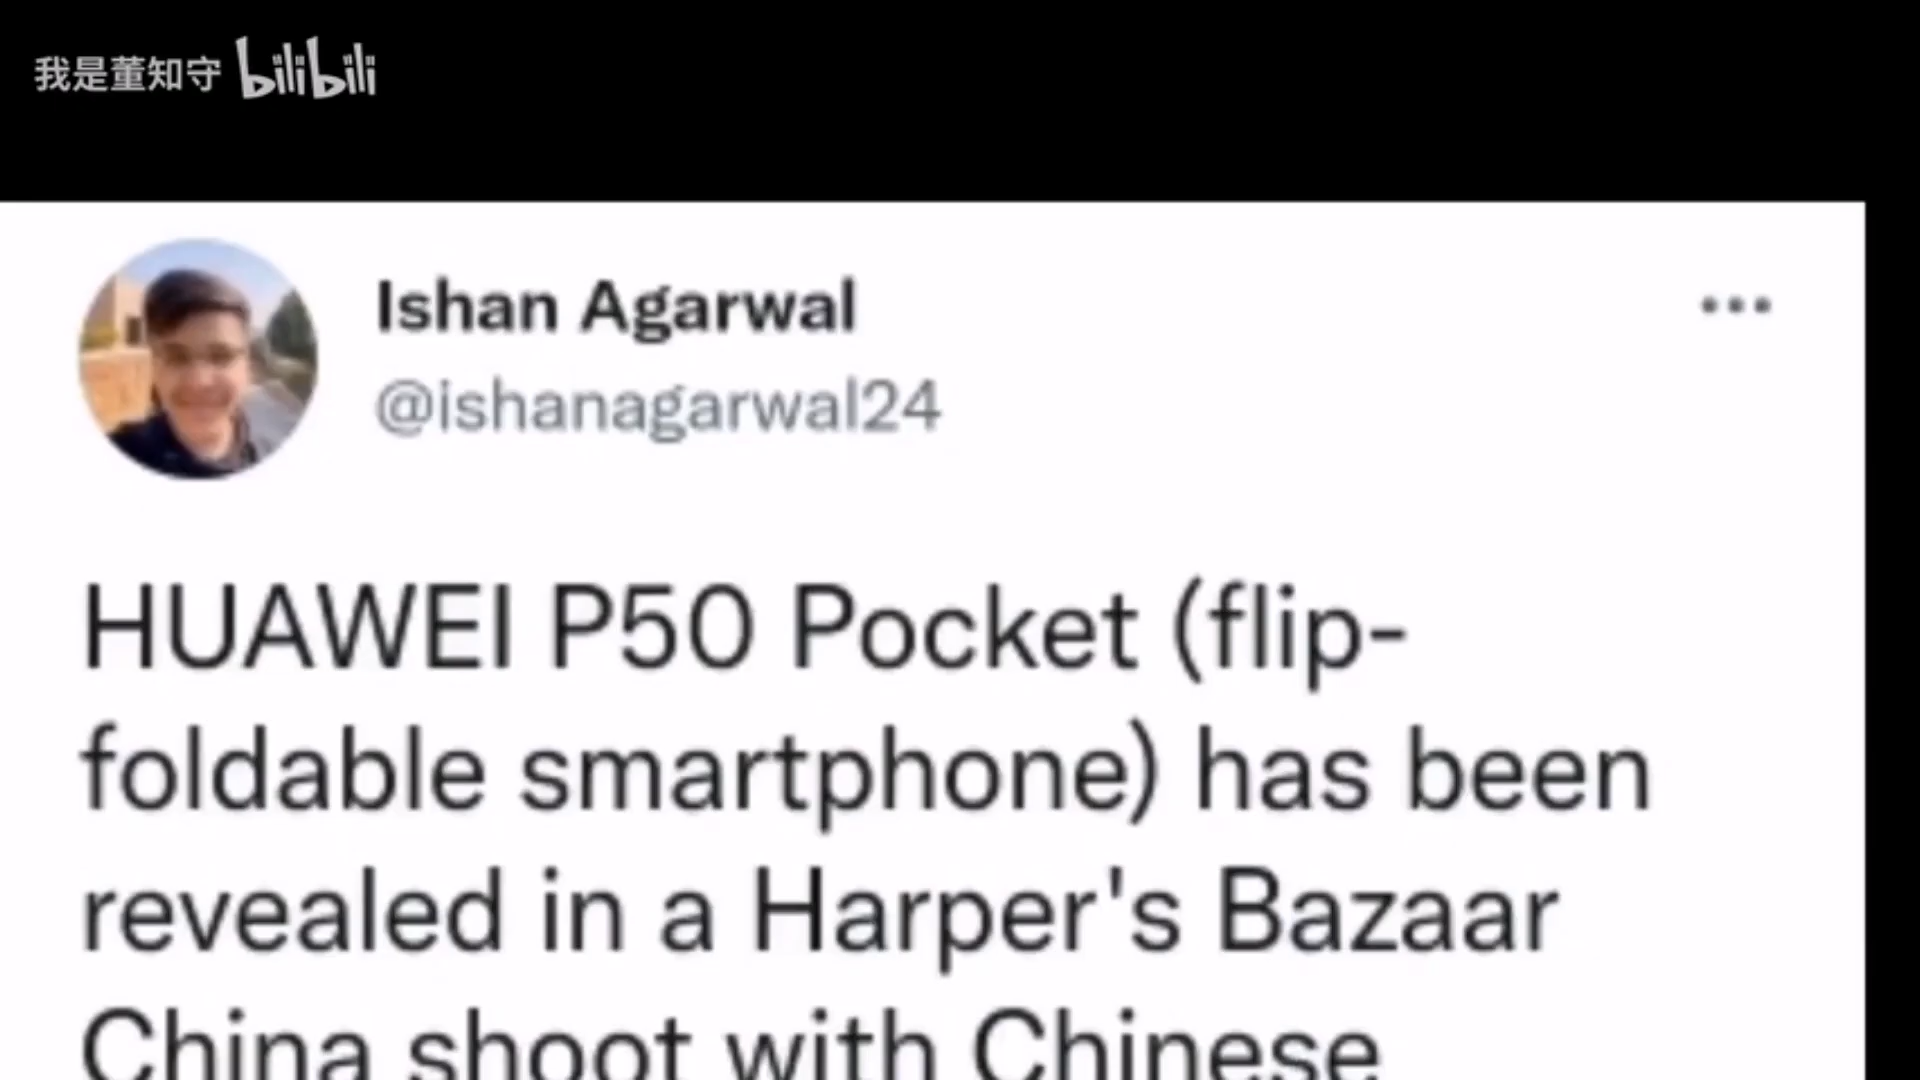 我是董知守 bilibili
Ishan Agarwal
@ishanagarwal24
HUAWEI P50 Pocket (flip-
foldable smartphone) has been
revealed in a Harper's Bazaar
China shoot with Chinese